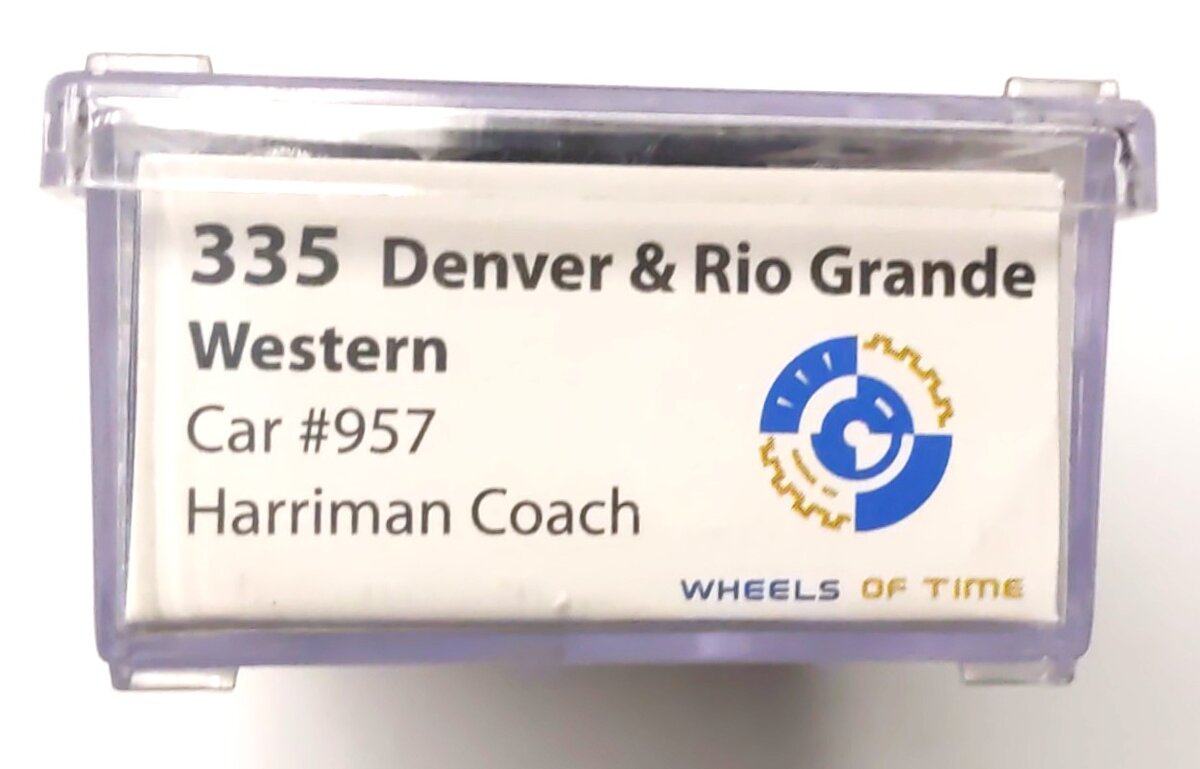 335 Denver & Rio Grande
Western
Car #957
Harriman Coach
WHEELS OF TIME